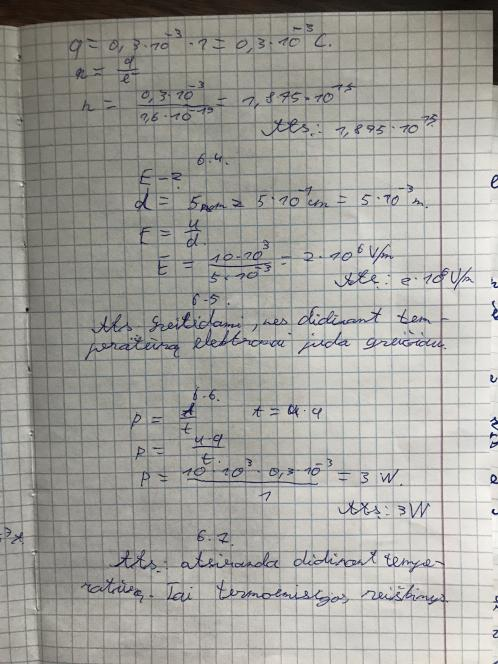 q = 0,3·10⁻³ · 1 = 0,3·10⁻³ C.
n = q/e
n = 0,3·10⁻³ / 1,6·10⁻¹⁹ = 1,875·10¹⁵
Ats.: 1,875·10¹⁵.
6.4.
E - ?
d = 5 mm = 5·10⁻¹ cm = 5·10⁻³ m.
E = u/d.
E = 10·10³ / 5·10⁻³ = 2·10⁶ V/m
Ats: 2·10⁶ V/m
6.5.
Ats. greitėdami, nes didinant tem-
peratūrą elektronai juda greičiau.
6.6.
P = A/t A = u·q
P = u·q/t.
P = 10·10³ · 0,3·10⁻³ / 1 = 3 W.
Ats: 3W
6.7.
Ats: atsiranda didinant tempe-
ratūrą. Tai termoemisijos reiškinys.